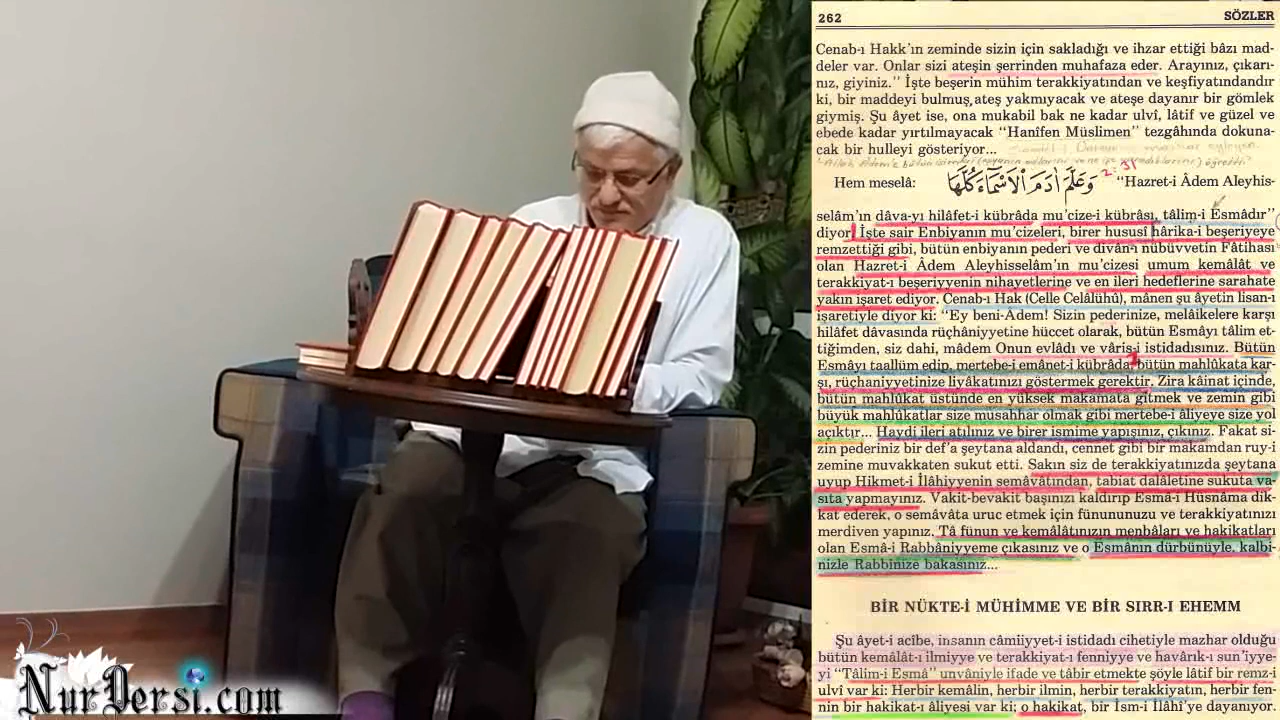 262 SÖZLER
Cenab-ı Hakk'ın zeminde sizin için sakladığı ve ihzar ettiği bâzı mad-
deler var. Onlar sizi ateşin şerrinden muhafaza eder. Arayınız, çıkarı-
nız, giyiniz." İşte beşerin mühim terakkiyatından ve keşfiyatındandır
ki, bir maddeyi bulmuş, ateş yakmıyacak ve ateşe dayanır bir gömlek
giymiş. Şu âyet ise, ona mukabil bak ne kadar ulvî, lâtif ve güzel ve
ebede kadar yırtılmayacak "Hanîfen Müslimen" tezgâhında dokuna-
cak bir hulleyi gösteriyor...
2:31
Hem meselâ: وَعَلَّمَ اٰدَمَ الْاَسْمَٓاءَ كُلَّهَا "Hazret-i Âdem Aleyhis-
selâm'ın dâva-yı hilâfet-i kübrâda mu'cize-i kübrâsı, tâlim-i Esmâdır"
diyor. İşte sair Enbiyanın mu'cizeleri, birer hususî hârika-i beşeriyeye
remzettiği gibi, bütün enbiyanın pederi ve divân-ı nübüvvetin Fâtihası
olan Hazret-i Âdem Aleyhisselâm'ın mu'cizesi umum kemâlât ve
terakkiyat-ı beşeriyyenin nihayetlerine ve en ileri hedeflerine sarahate
yakın işaret ediyor. Cenab-ı Hak (Celle Celâlühû), mânen şu âyetin lisan-ı
işaretiyle diyor ki: "Ey beni-Âdem! Sizin pederinize, melâikelere karşı
hilâfet dâvasında rüçhâniyyetine hüccet olarak, bütün Esmâyı tâlim et-
tiğimden, siz dahi, mâdem Onun evlâdı ve vâris-i istidadısınız. Bütün
Esmâyı taallüm edip, mertebe-i emânet-i kübrâda, bütün mahlûkata kar-
şı, rüçhaniyyetinize liyâkatınızı göstermek gerektir. Zira kâinat içinde,
bütün mahlûkat üstünde en yüksek makamata gitmek ve zemin gibi
büyük mahlûkatlar size musahhar olmak gibi mertebe-i âliyeye size yol
açıktır... Haydi ileri atılınız ve birer ismime yapışınız, çıkınız. Fakat si-
zin pederiniz bir def'a şeytana aldandı, cennet gibi bir makamdan ruy-i
zemine muvakkaten sukut etti. Sakın siz de terakkiyatınızda şeytana
uyup Hikmet-i İlâhiyyenin semâvâtından, tabiat dalâletine sukuta va-
sıta yapmayınız. Vakit-bevakit başınızı kaldırıp Esmâ-i Hüsnâma dik-
kat ederek, o semâvâta uruc etmek için fününunuzu ve terakkiyatınızı
merdiven yapınız. Tâ fünun ve kemâlâtınızın menbâları ve hakikatları
olan Esmâ-i Rabbâniyyeme çıkasınız ve o Esmânın dürbünüyle, kalbi-
nizle Rabbinize bakasınız...
BİR NÜKTE-İ MÜHİMME VE BİR SIRR-I EHEMM
Şu âyet-i acîbe, insanın câmiiyyet-i istidadı cihetiyle mazhar olduğu
bütün kemâlât-ı ilmiyye ve terakkiyat-ı fenniyye ve havârık-ı sun'iyye-
yi "Tâlim-i Esmâ" unvâniyle ifade ve tâbir etmekte şöyle lâtif bir remz-i
ulvî var ki: Herbir kemâlin, herbir ilmin, herbir terakkiyatın, herbir fen-
nin bir hakikat-ı âliyesi var ki; o hakikat, bir İsm-i İlâhî'ye dayanıyor.
NurDersi.com